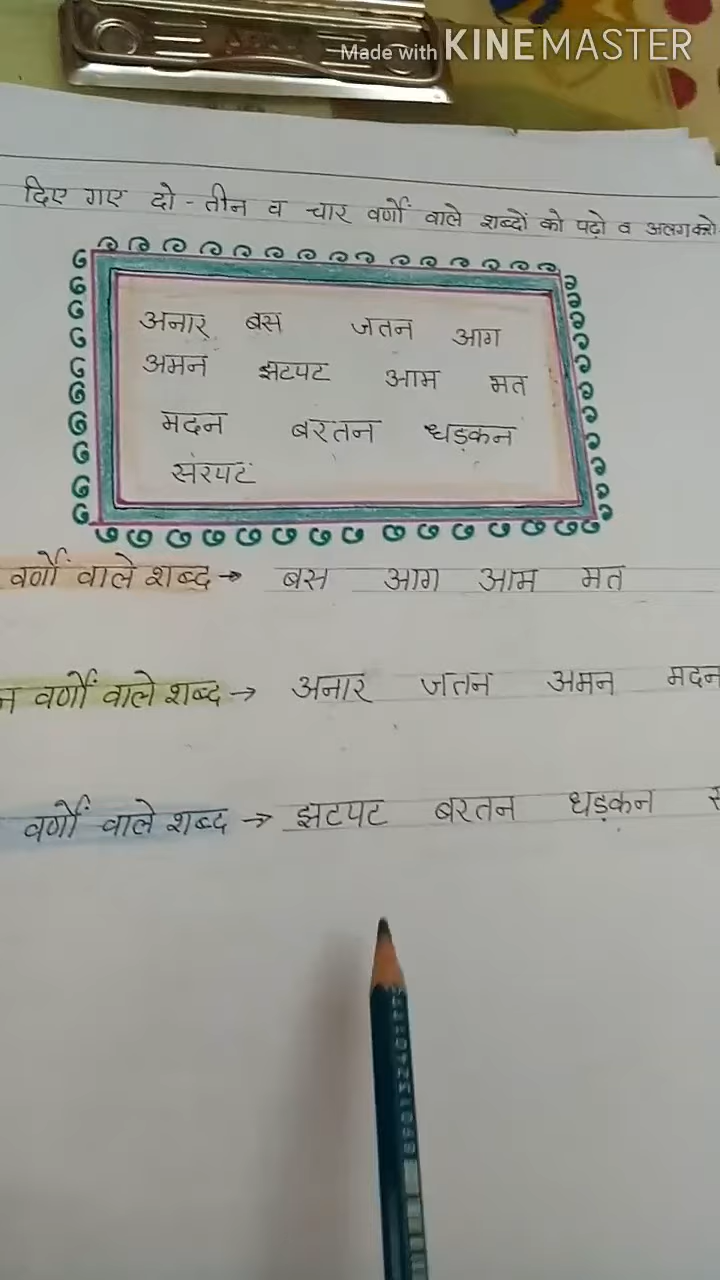 Made with KINEMASTER
दिए गए दो - तीन व चार वर्णों वाले शब्दों को पढ़ो व अलग करो
अनार बस जतन आग
अमन झटपट आम मत
मदन बरतन धड़कन
सरपट
वर्णों वाले शब्द → बस आग आम मत
न वर्णों वाले शब्द → अनार जतन अमन मदन
वर्णों वाले शब्द → झटपट बरतन धड़कन